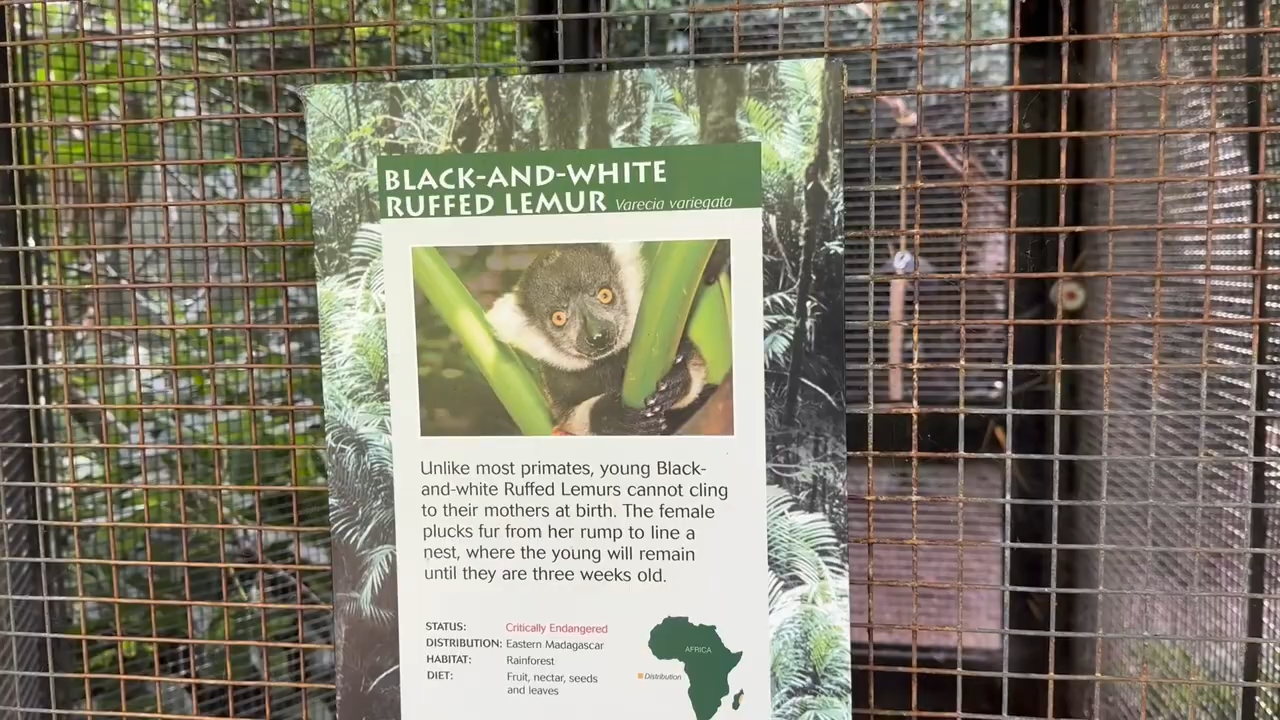 BLACK-AND-WHITE
RUFFED LEMUR Varecia variegata
Unlike most primates, young Black-
and-white Ruffed Lemurs cannot cling
to their mothers at birth. The female
plucks fur from her rump to line a
nest, where the young will remain
until they are three weeks old.
STATUS: Critically Endangered
DISTRIBUTION: Eastern Madagascar
HABITAT: Rainforest
DIET: Fruit, nectar, seeds
and leaves
AFRICA
Distribution